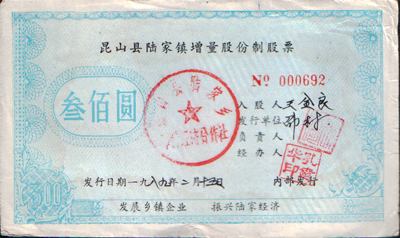 昆山县陆家镇增量股份制股票
№ 000692
叁佰圆
入股人
发行单位
负责人
经办人
发行日期一九八九年二月十五日 内部发行
300
发展乡镇企业 振兴陆家经济